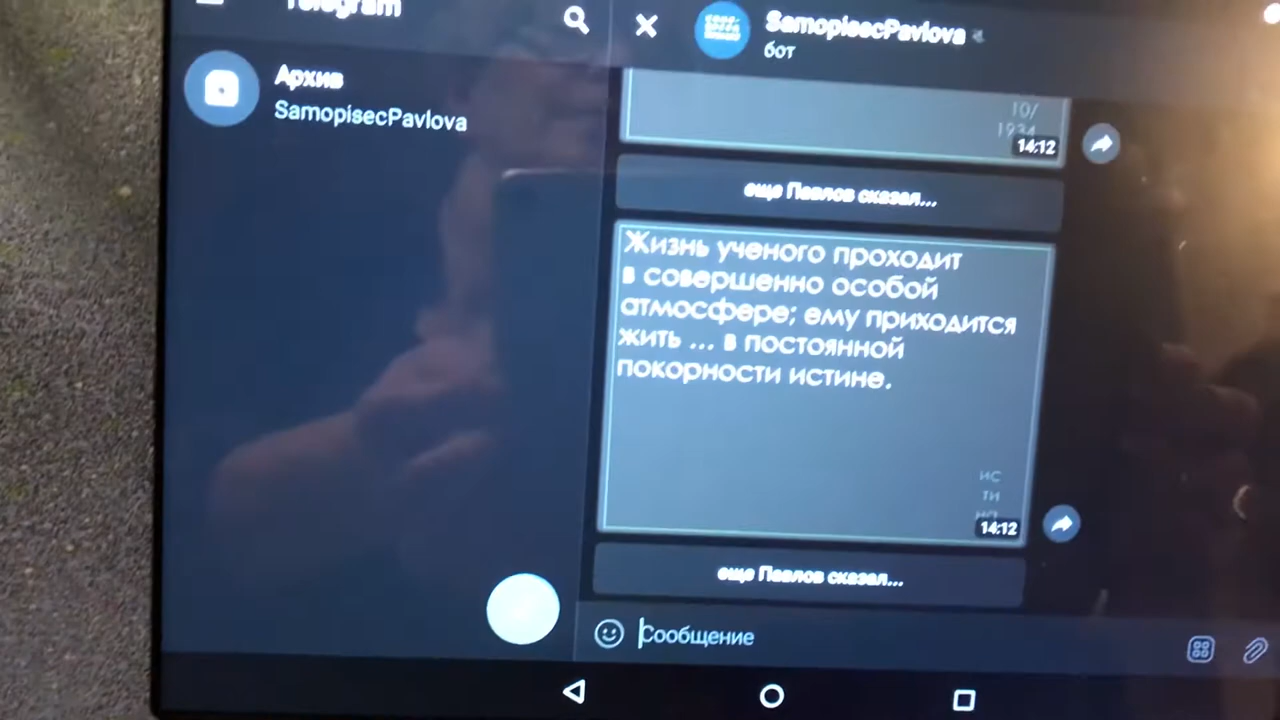 Telegram
Архив
SamopisecPavlova
SamopisecPavlova
бот
10/
1934
14:12
еще Павлов сказал...
Жизнь ученого проходит
в совершенно особой
атмосфере; ему приходится
жить ... в постоянной
покорности истине.
ис
ти
на
14:12
еще Павлов сказал...
Сообщение